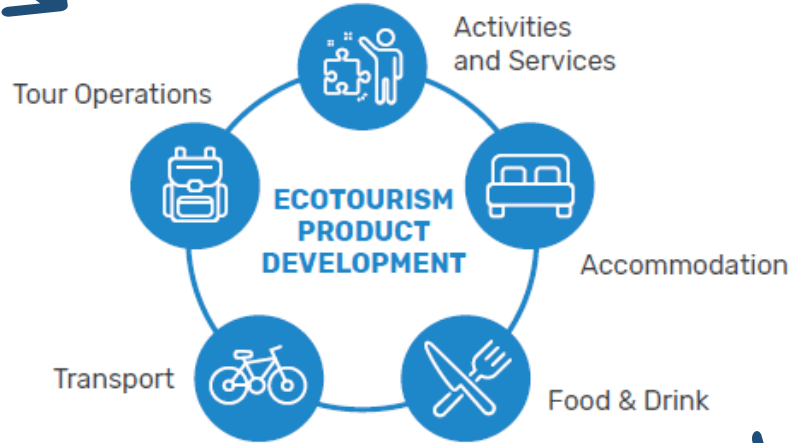 Activities
and Services
Tour Operations
ECOTOURISM
PRODUCT
DEVELOPMENT
Accommodation
Transport
Food & Drink